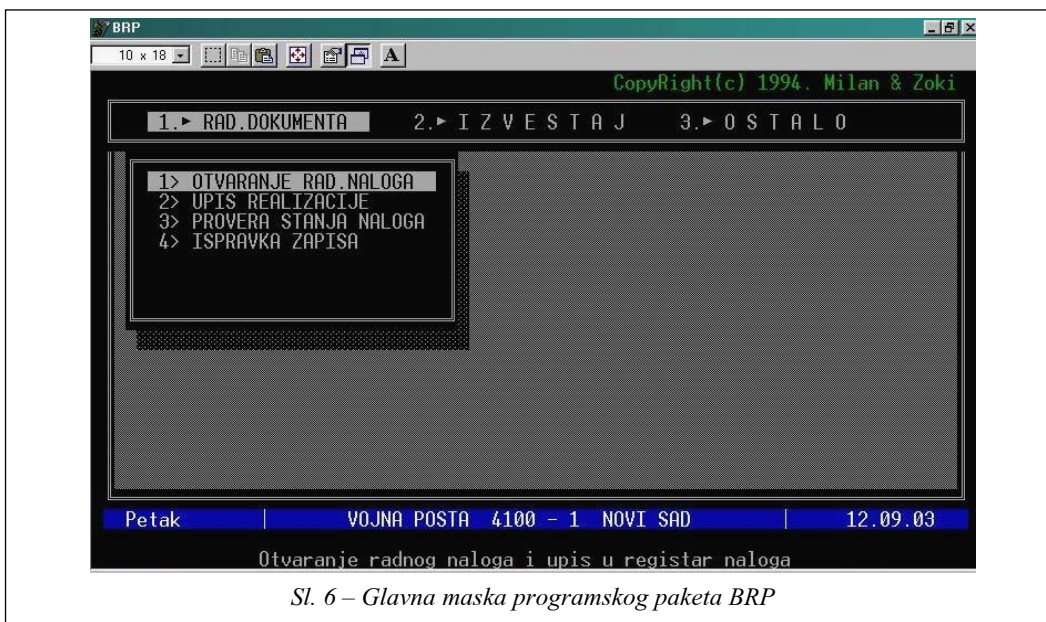 BRP
10 x 18
A
CopyRight(c) 1994. Milan & Zoki
1.► RAD.DOKUMENTA 2.► I Z V E S T A J 3.► O S T A L O
1> OTVARANJE RAD.NALOGA
2> UPIS REALIZACIJE
3> PROVERA STANJA NALOGA
4> ISPRAVKA ZAPISA
Petak | VOJNA POSTA 4100 - 1 NOVI SAD | 12.09.03
Otvaranje radnog naloga i upis u registar naloga
Sl. 6 – Glavna maska programskog paketa BRP